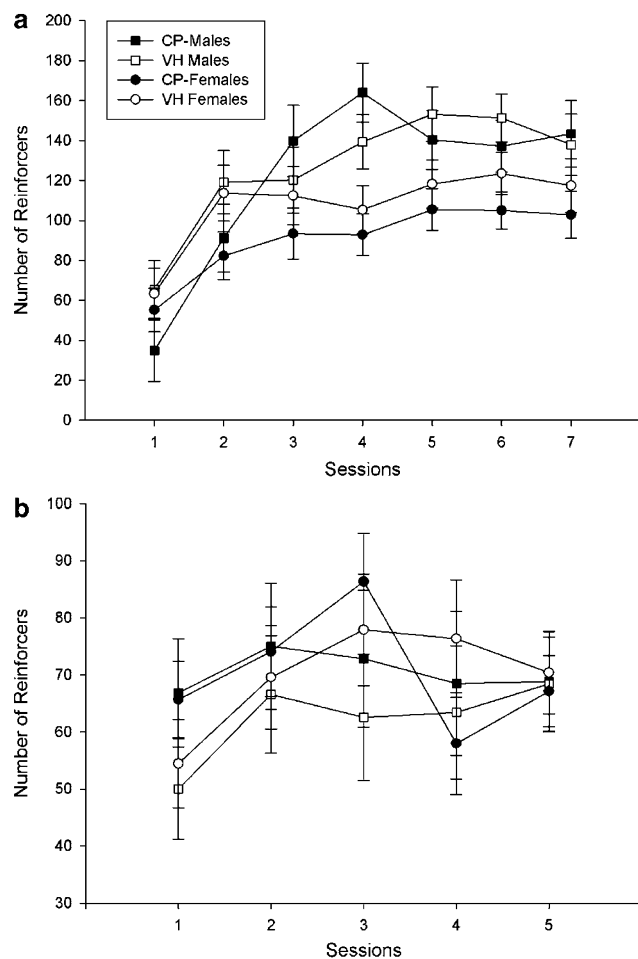 a
CP-Males
VH Males
CP-Females
VH Females
200
180
160
140
120
100
80
60
40
20
0
Number of Reinforcers
1 2 3 4 5 6 7
Sessions
b
100
90
80
70
60
50
40
30
Number of Reinforcers
1 2 3 4 5
Sessions